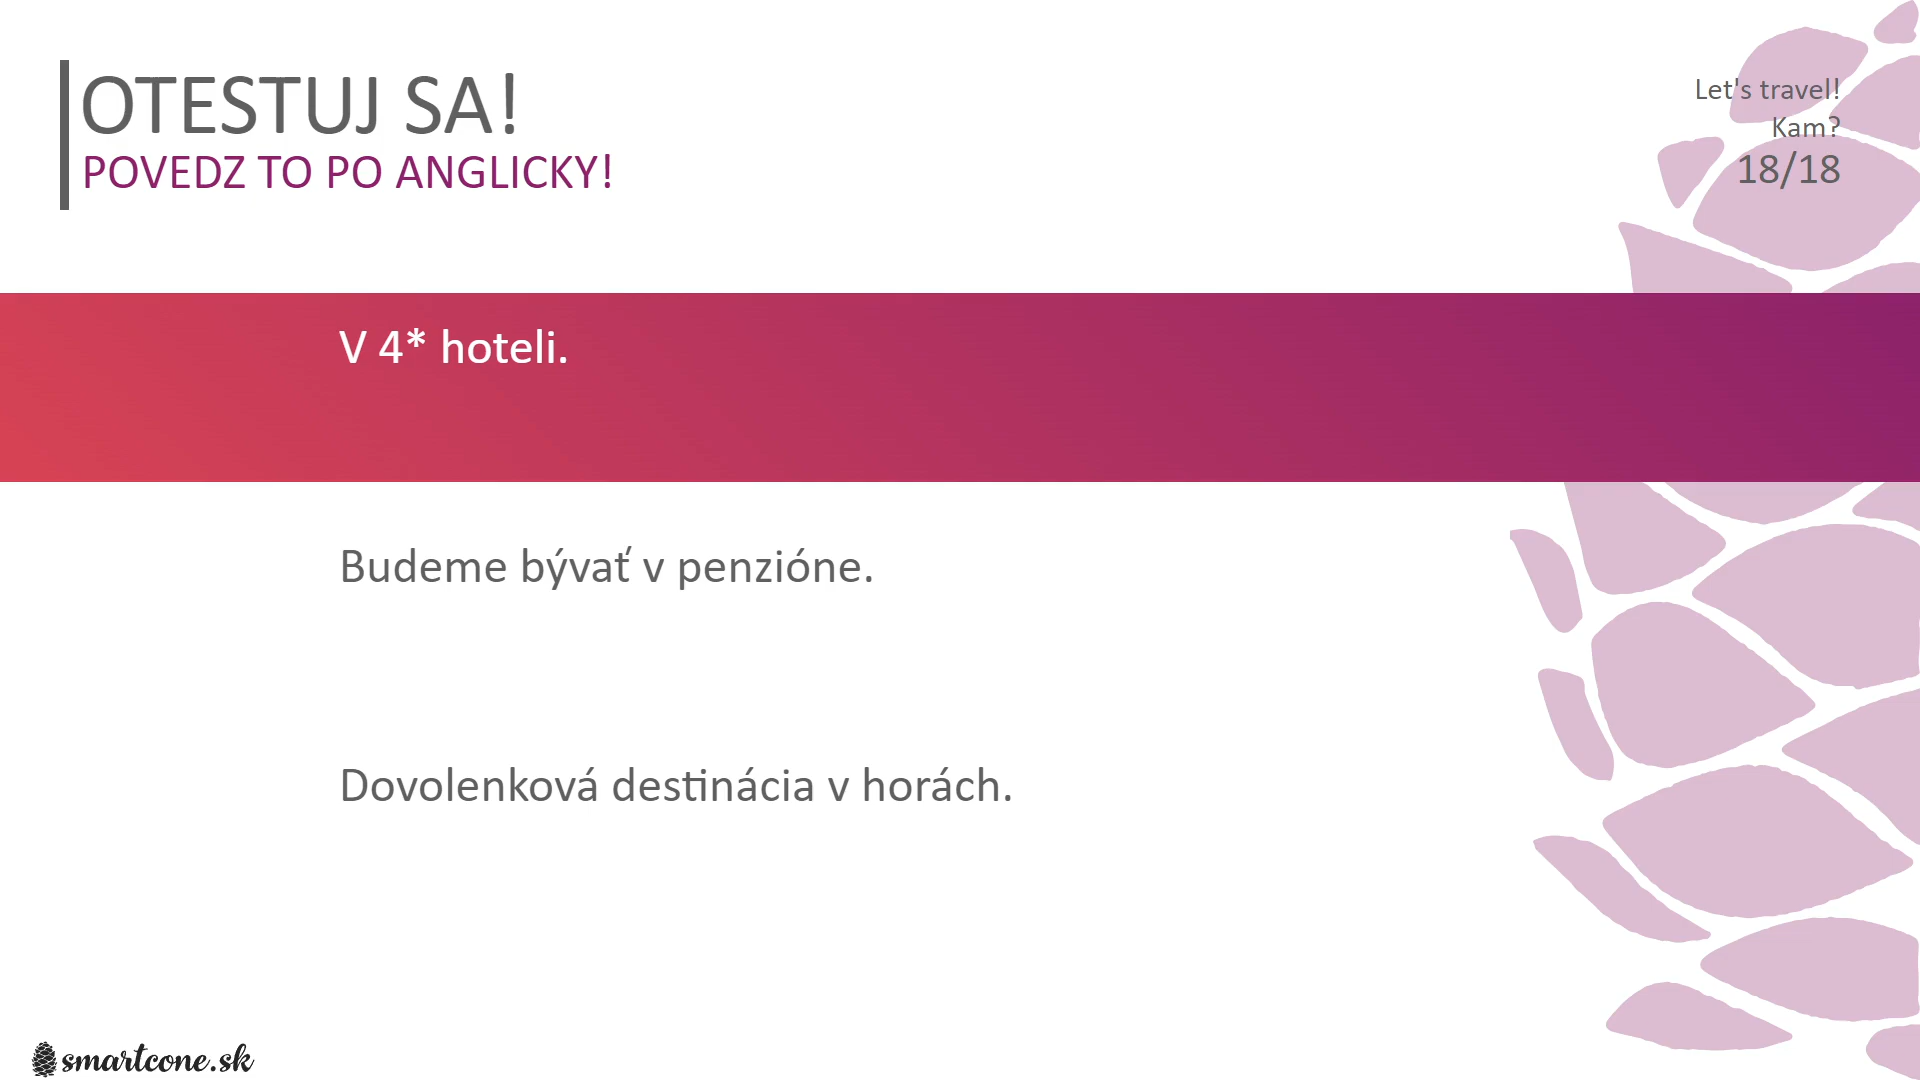 OTESTUJ SA!
POVEDZ TO PO ANGLICKY!
Let's travel!
Kam?
18/18
V 4* hoteli.
Budeme bývať v penzióne.
Dovolenková destinácia v horách.
smartcone.sk